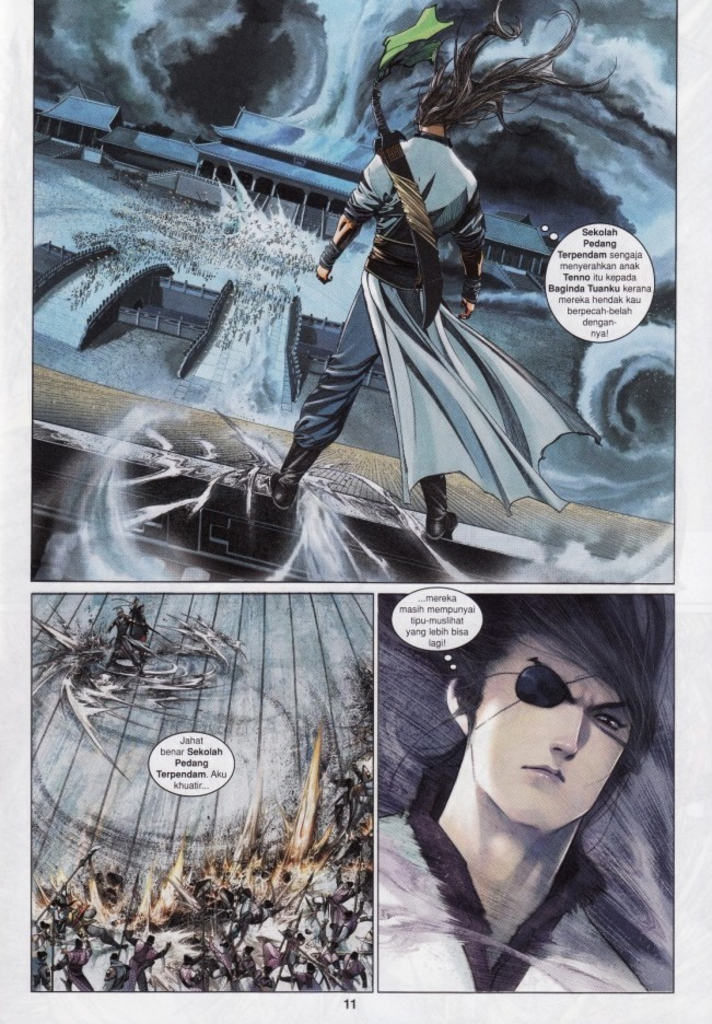 Sekolah
Pedang
Terpendam sengaja
menyerahkan anak
Tenno itu kepada
Baginda Tuanku kerana
mereka hendak kau
berpecah-belah
dengan-
nya!
Jahat
benar Sekolah
Pedang
Terpendam. Aku
khuatir...
...mereka
masih mempunyai
tipu-muslihat
yang lebih bisa
lagi!
11